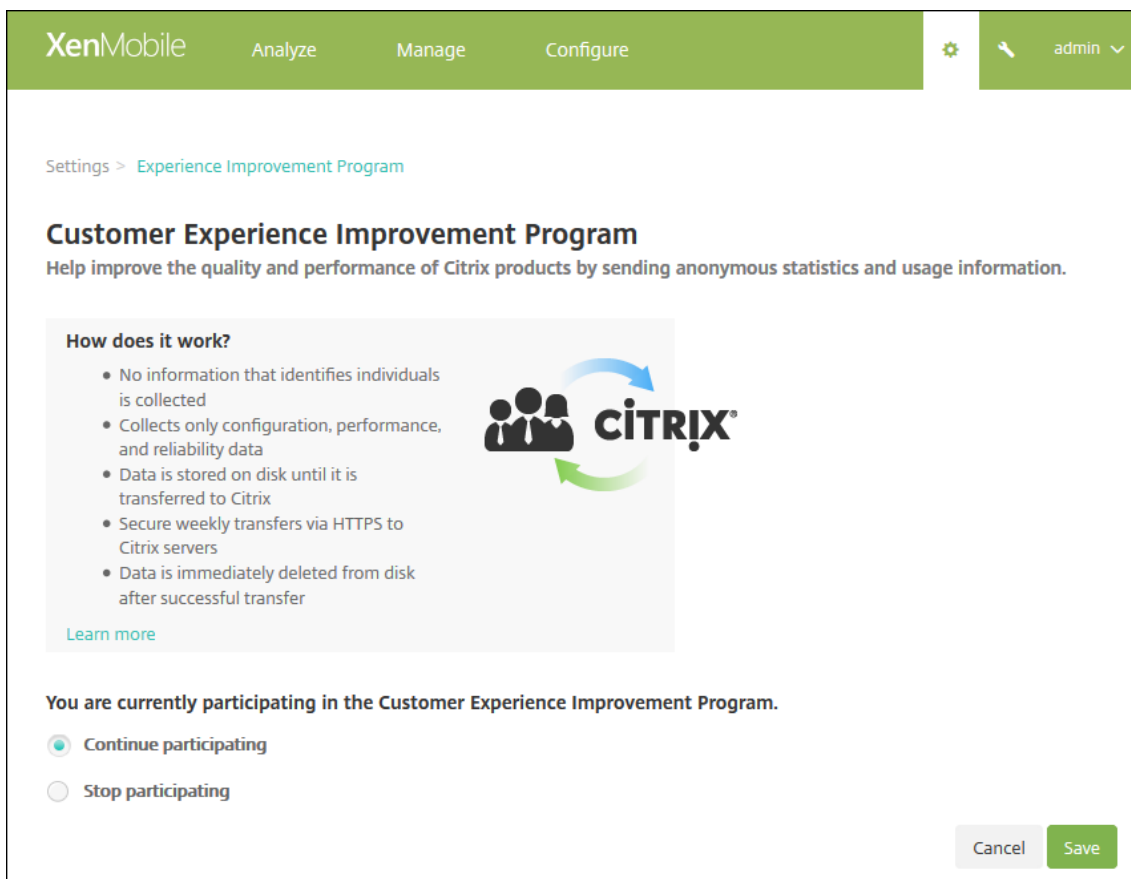 XenMobile Analyze Manage Configure admin
Settings > Experience Improvement Program
Customer Experience Improvement Program
Help improve the quality and performance of Citrix products by sending anonymous statistics and usage information.
How does it work?
• No information that identifies individuals
is collected
• Collects only configuration, performance,
and reliability data
• Data is stored on disk until it is
transferred to Citrix
• Secure weekly transfers via HTTPS to
Citrix servers
• Data is immediately deleted from disk
after successful transfer
Learn more
CİTRIX®
You are currently participating in the Customer Experience Improvement Program.
Continue participating
Stop participating
Cancel Save